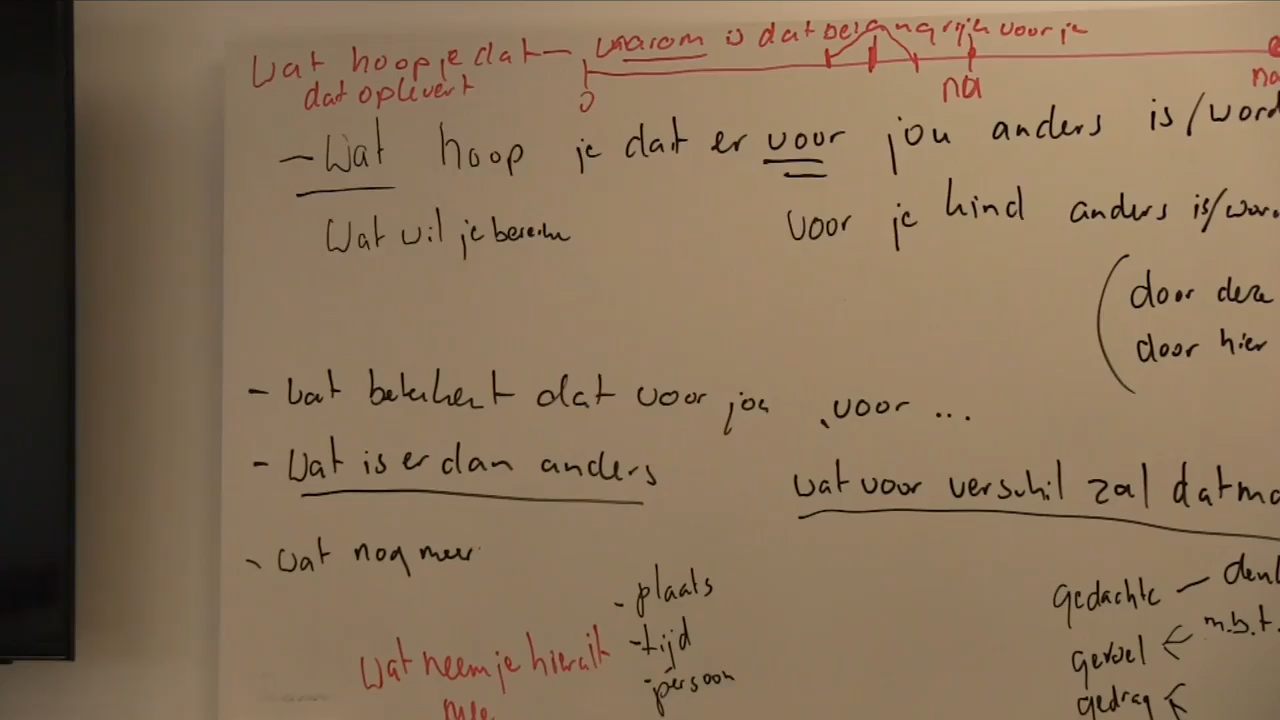 Wat hoop je dat — waarom is dat belangrijk voor je
dat oplevert
0
na
na
- Wat hoop je dat er voor jou anders is/word
Wat wil je bereiken
voor je kind anders is/wor
(door deze
door hier
- wat betekent dat voor jou , voor ...
- Wat is er dan anders
wat voor verschil zal dat ma
- wat nog meer
- plaats
- tijd
- persoon
Wat neem je hieruit
mee
gedachte — denk
gevoel ← m.b.t.
gedrag ←